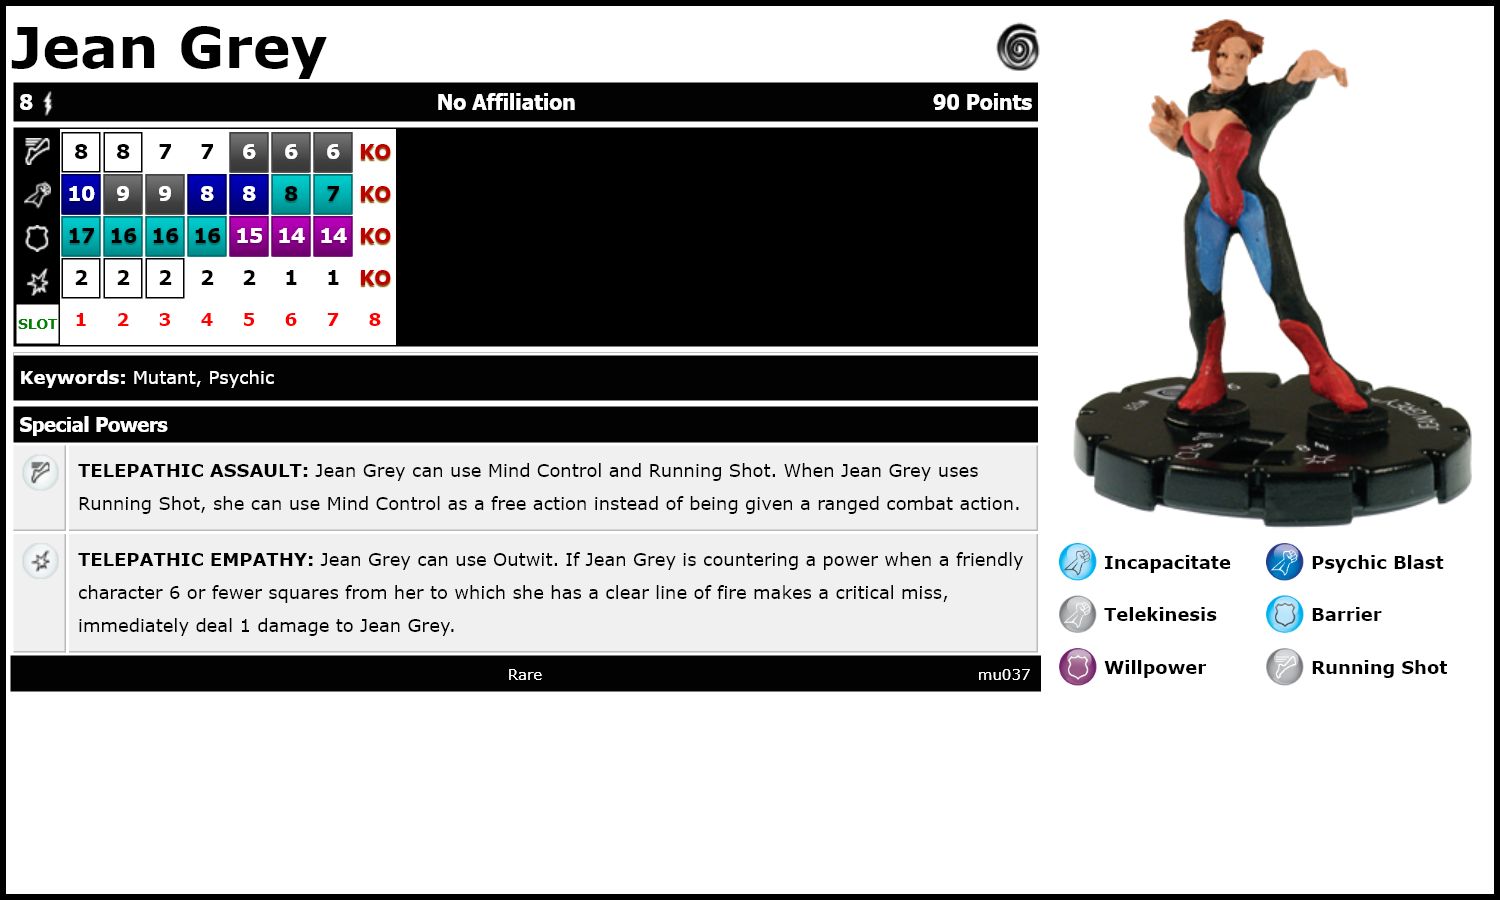 Jean Grey
8 No Affiliation 90 Points
8 8 7 7 6 6 6 KO
10 9 9 8 8 8 7 KO
17 16 16 16 15 14 14 KO
2 2 2 2 2 1 1 KO
SLOT 1 2 3 4 5 6 7 8
Keywords: Mutant, Psychic
Special Powers
TELEPATHIC ASSAULT: Jean Grey can use Mind Control and Running Shot. When Jean Grey uses
Running Shot, she can use Mind Control as a free action instead of being given a ranged combat action.
TELEPATHIC EMPATHY: Jean Grey can use Outwit. If Jean Grey is countering a power when a friendly
character 6 or fewer squares from her to which she has a clear line of fire makes a critical miss,
immediately deal 1 damage to Jean Grey.
Rare mu037
JEAN GREY
Incapacitate Psychic Blast
Telekinesis Barrier
Willpower Running Shot